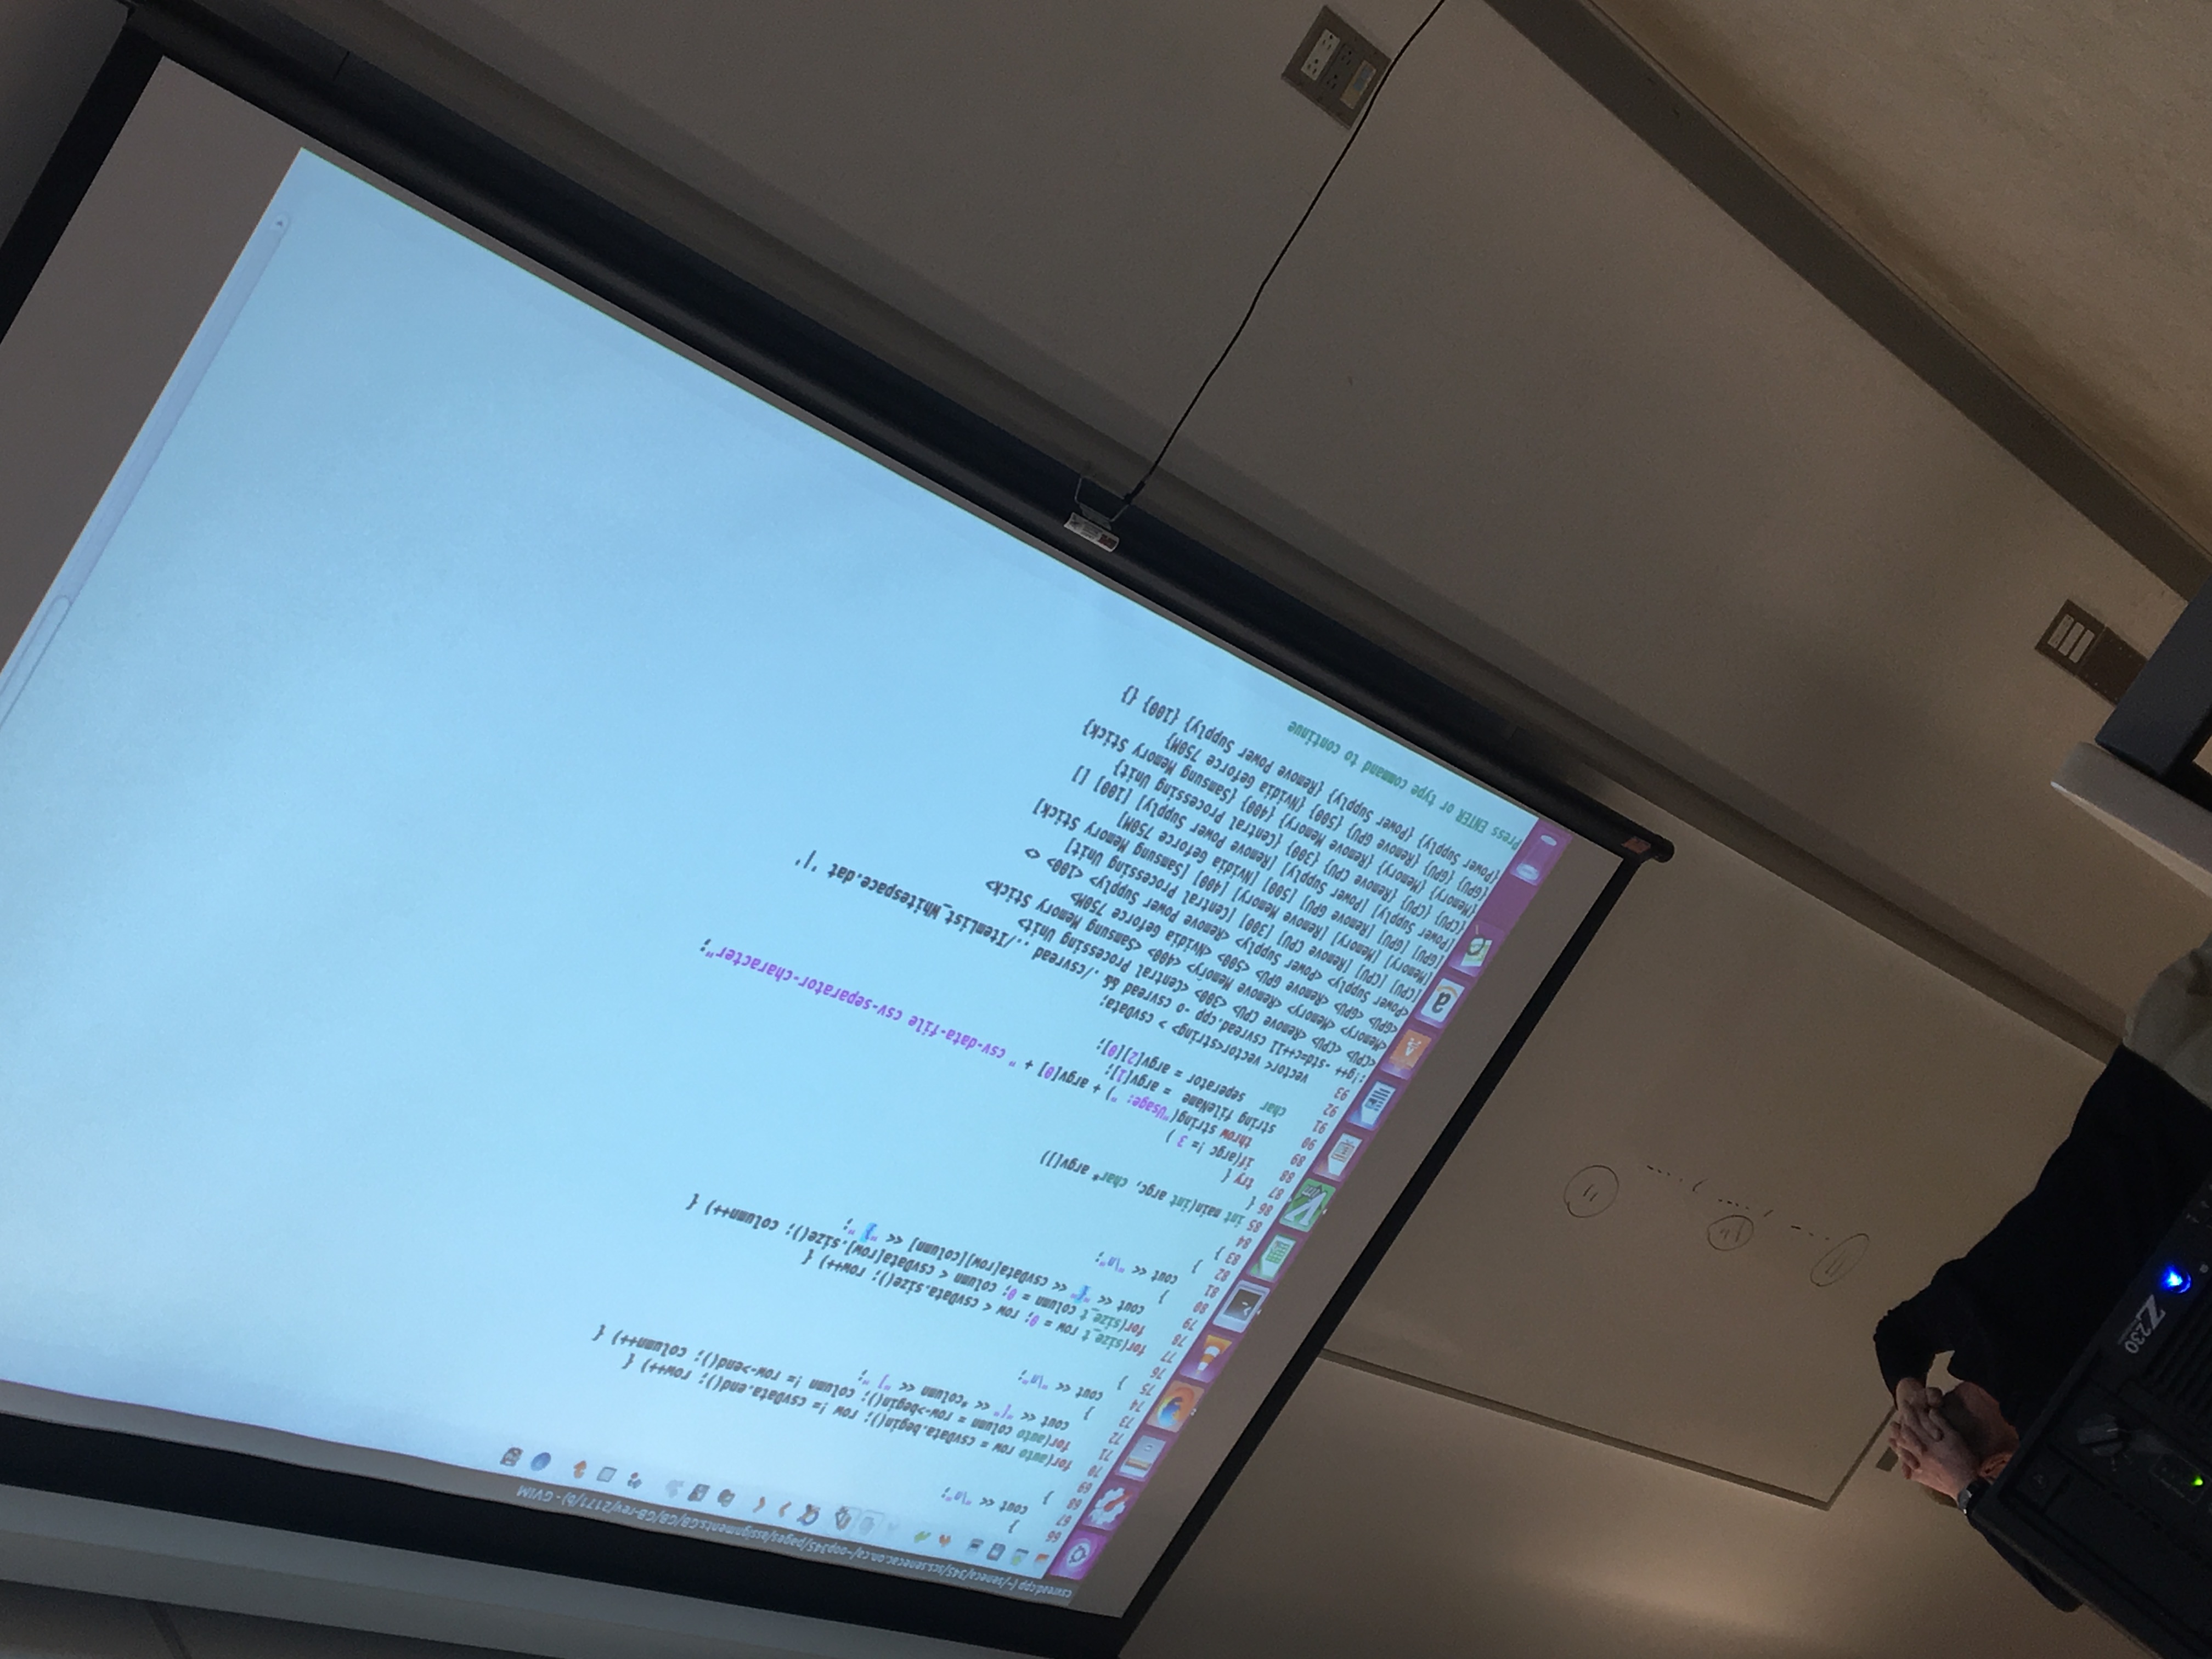 csvread.cpp (~/seneca/345/scs.senecac.on.ca/~oop345/pages/assignments.GB/GB/GB-rev/2171/b) - GVIM
66 }
67 cout << "\n";
68 }
69
70 for(auto row = csvData.begin(); row != csvData.end(); row++) {
71 for(auto column = row->begin(); column != row->end(); column++) {
72 cout << "[" << *column << "] ";
73 }
74 cout << "\n";
75 }
76
77 for(size_t row = 0; row < csvData.size(); row++) {
78 for(size_t column = 0; column < csvData[row].size(); column++) {
79 cout << "{" << csvData[row][column] << "} ";
80 }
81 cout << "\n";
82 }
83 }
84
85 int main(int argc, char* argv[])
86 {
87 try {
88 if(argc != 3 )
89 throw string("Usage: ") + argv[0] + " csv-data-file csv-separator-character";
90 string fileName = argv[1];
91 char seperator = argv[2][0];
92
93 vector< vector<string> > csvData;
:!g++ -std=c++11 csvread.cpp -o csvread && ./csvread ../ItemList_Whitespace.dat '|'
<CPU> <CPU> <Remove CPU> <300> <Central Processing Unit>
<Memory> <Memory> <Remove Memory> <400> <Samsung Memory Stick>
<GPU> <GPU> <Remove GPU> <500> <Nvidia Geforce 750M>
<Power Supply> <Power Supply> <Remove Power Supply> <100> <>
[CPU] [CPU] [Remove CPU] [300] [Central Processing Unit]
[Memory] [Memory] [Remove Memory] [400] [Samsung Memory Stick]
[GPU] [GPU] [Remove GPU] [500] [Nvidia Geforce 750M]
[Power Supply] [Power Supply] [Remove Power Supply] [100] []
{CPU} {CPU} {Remove CPU} {300} {Central Processing Unit}
{Memory} {Memory} {Remove Memory} {400} {Samsung Memory Stick}
{GPU} {GPU} {Remove GPU} {500} {Nvidia Geforce 750M}
{Power Supply} {Power Supply} {Remove Power Supply} {100} {}
Press ENTER or type command to continue
Z230